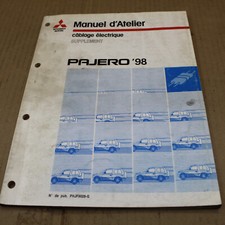 Manuel d'Atelier
câblage électrique
SUPPLEMENT
PAJERO '98